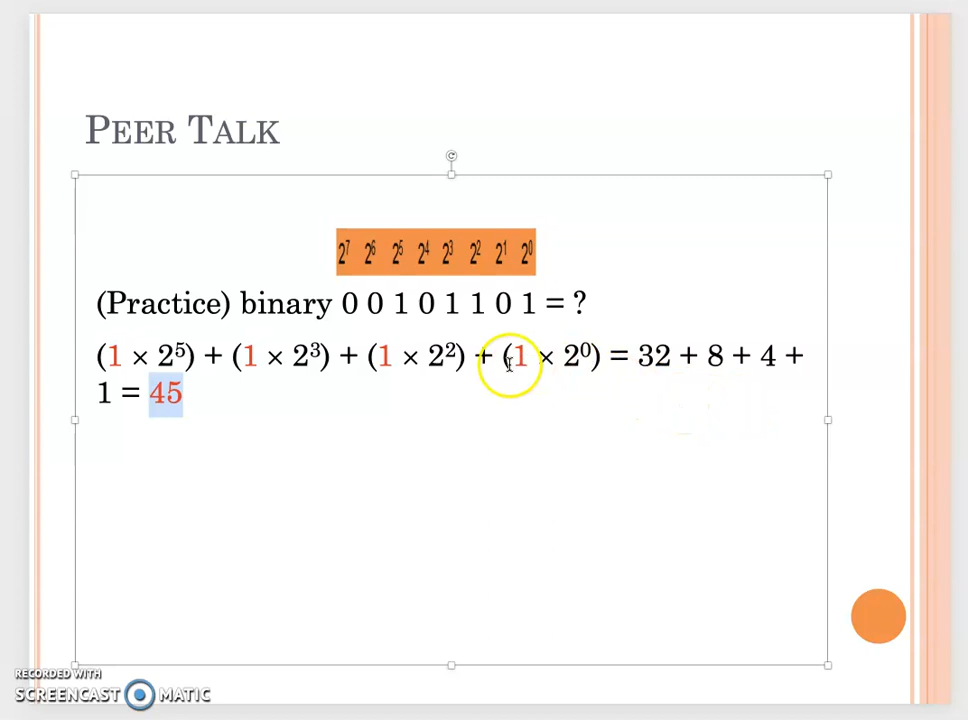 PEER TALK
2⁷ 2⁶ 2⁵ 2⁴ 2³ 2² 2¹ 2⁰
(Practice) binary 0 0 1 0 1 1 0 1 = ?
(1 × 2⁵) + (1 × 2³) + (1 × 2²) + (1 × 2⁰) = 32 + 8 + 4 +
1 = 45
RECORDED WITH
SCREENCAST MATIC